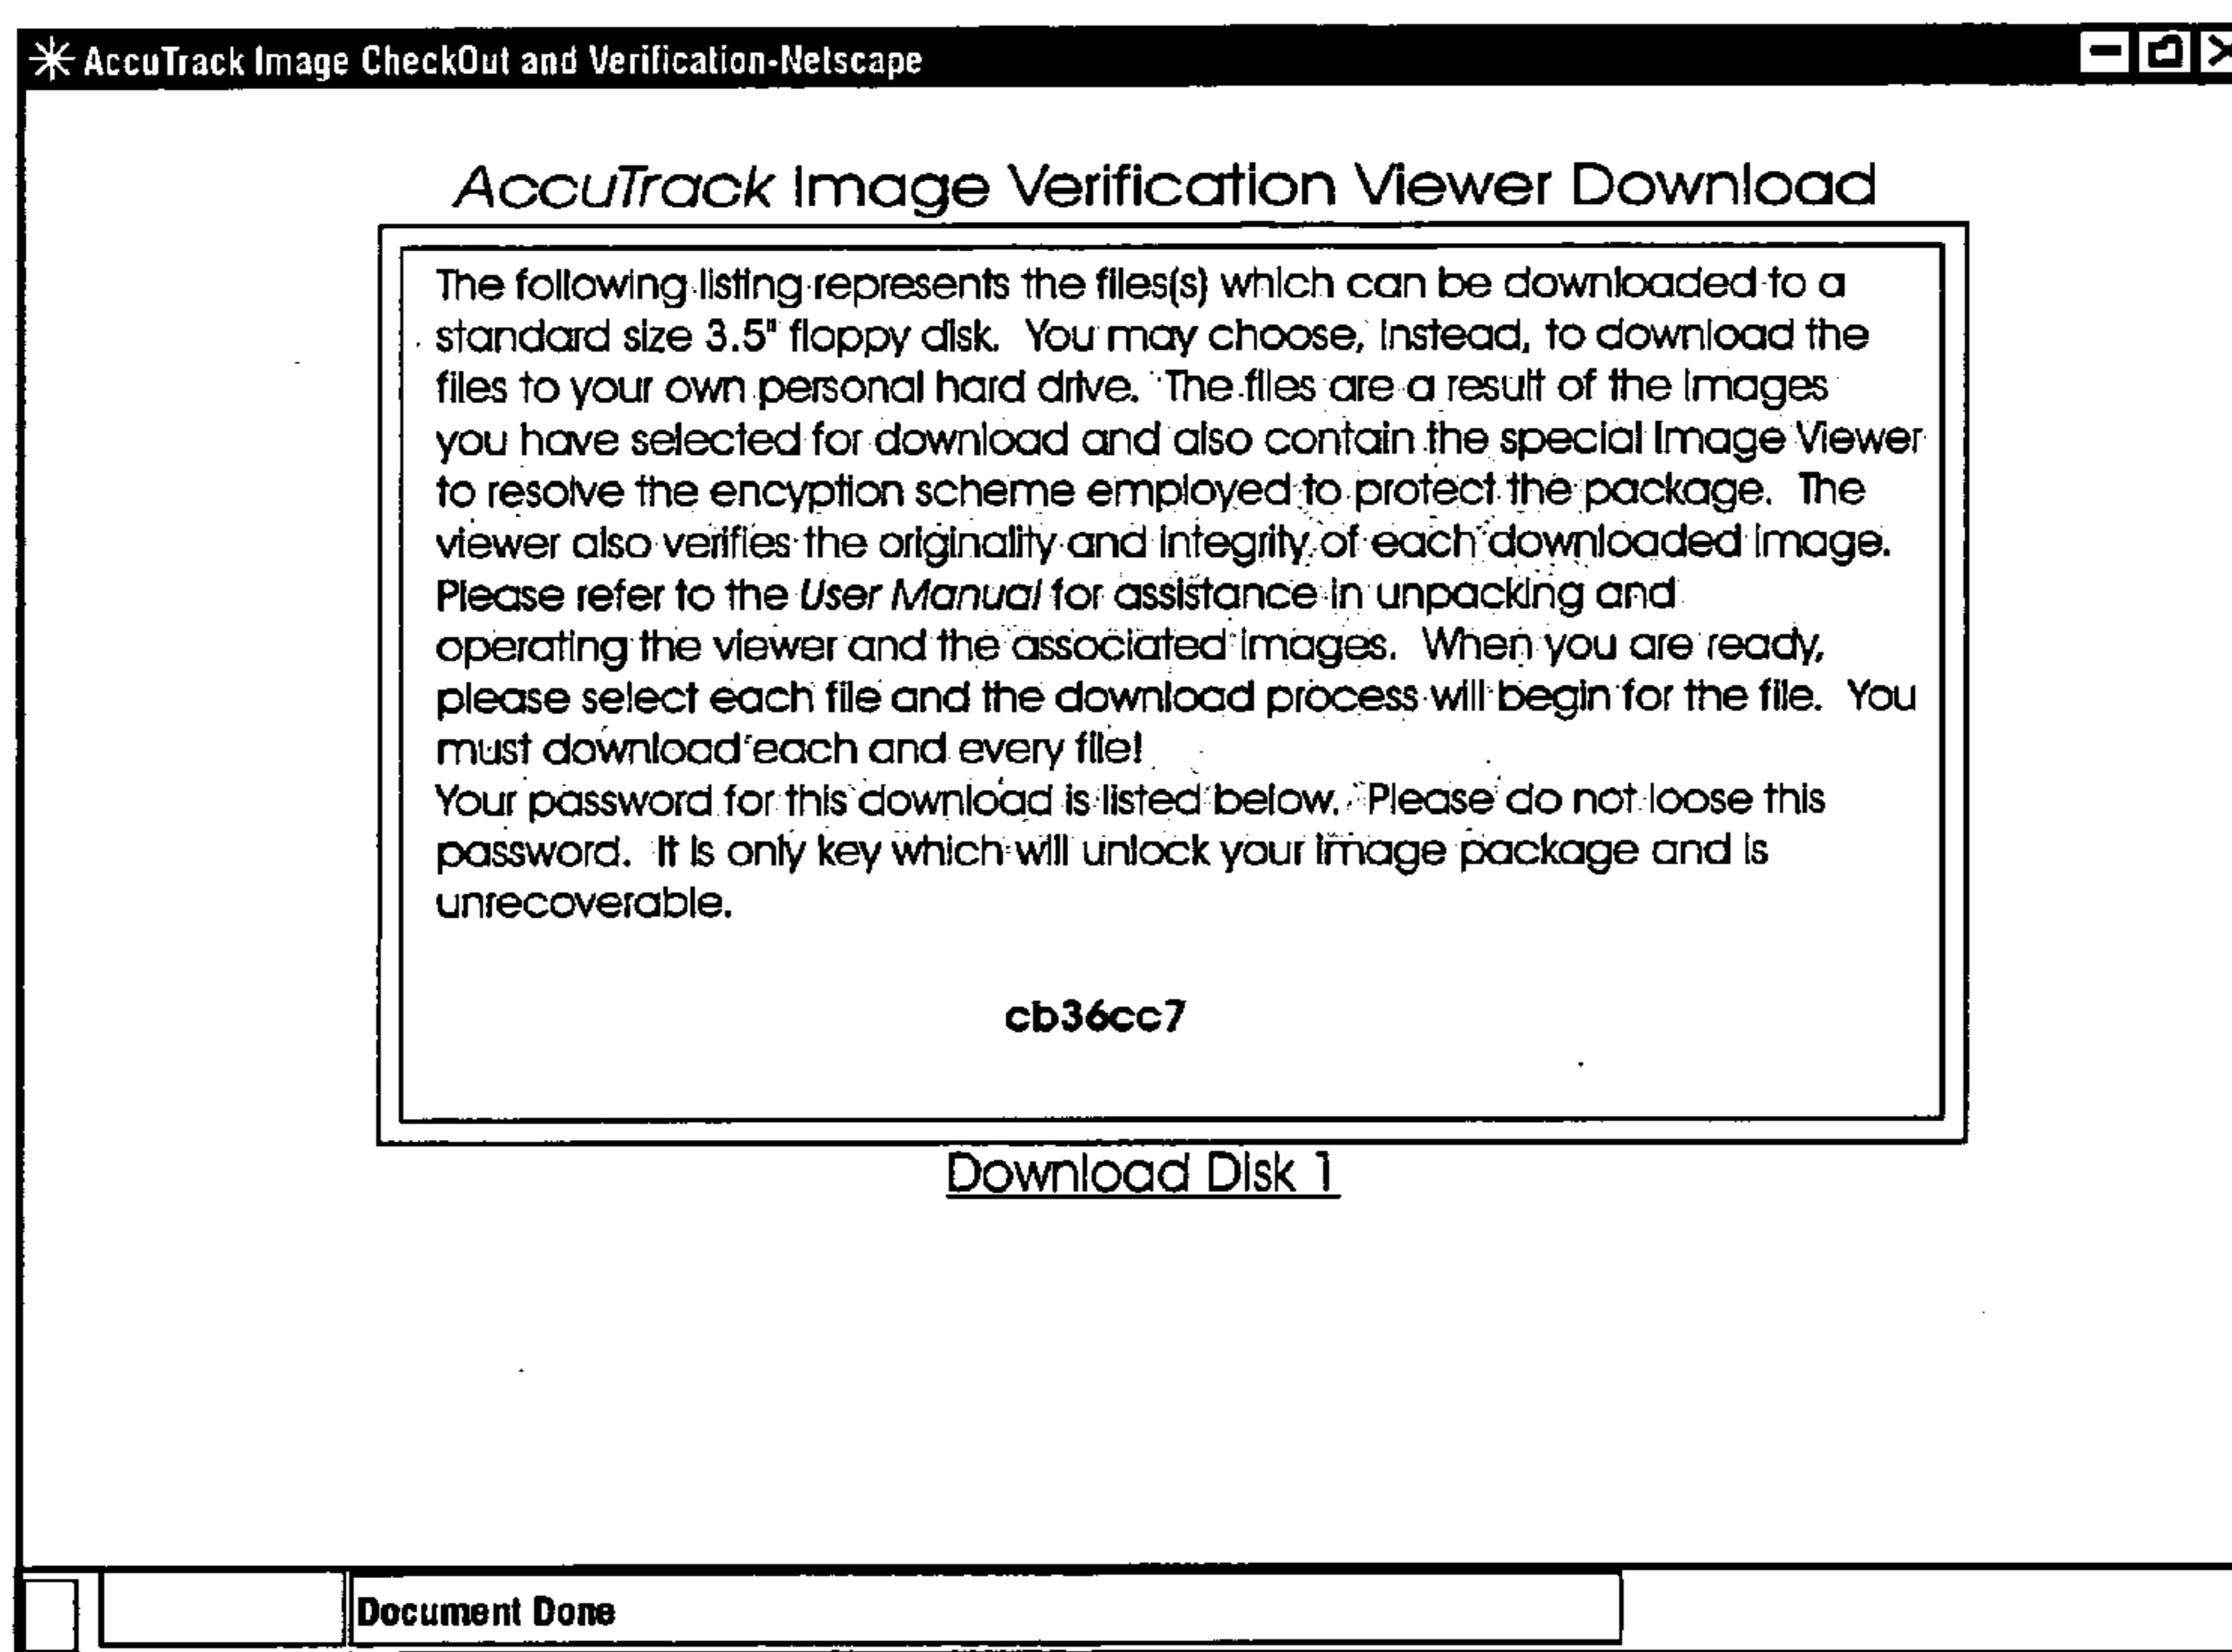 AccuTrack Image CheckOut and Verification-Netscape
AccuTrack Image Verification Viewer Download
The following listing represents the files(s) which can be downloaded to a
standard size 3.5" floppy disk. You may choose, instead, to download the
files to your own personal hard drive. The files are a result of the images
you have selected for download and also contain the special Image Viewer
to resolve the encyption scheme employed to protect the package. The
viewer also verifies the originality and integrity of each downloaded image.
Please refer to the User Manual for assistance in unpacking and
operating the viewer and the associated images. When you are ready,
please select each file and the download process will begin for the file. You
must download each and every file!
Your password for this download is listed below. Please do not loose this
password. It is only key which will unlock your image package and is
unrecoverable.
cb36cc7
Download Disk 1
Document Done